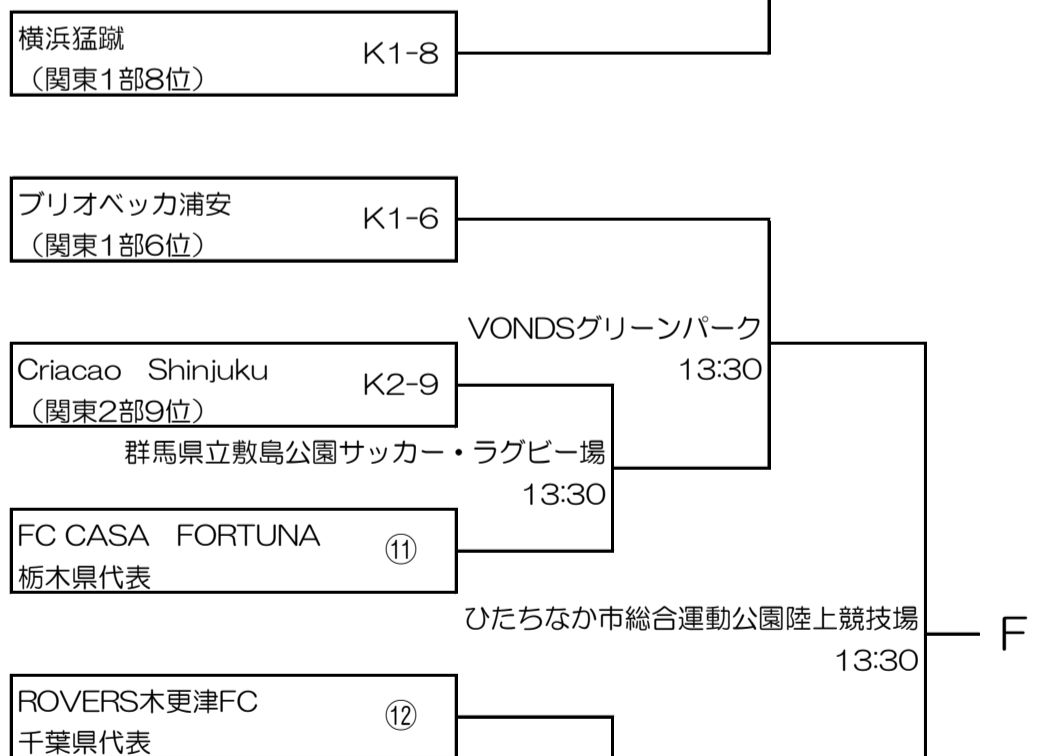 横浜猛蹴
（関東1部8位）
K1-8
ブリオベッカ浦安
（関東1部6位）
K1-6
VONDSグリーンパーク
13:30
Criacao　Shinjuku
（関東2部9位）
K2-9
群馬県立敷島公園サッカー・ラグビー場
13:30
FC CASA　FORTUNA
栃木県代表
⑪
ひたちなか市総合運動公園陸上競技場
13:30
F
ROVERS木更津FC
千葉県代表
⑫